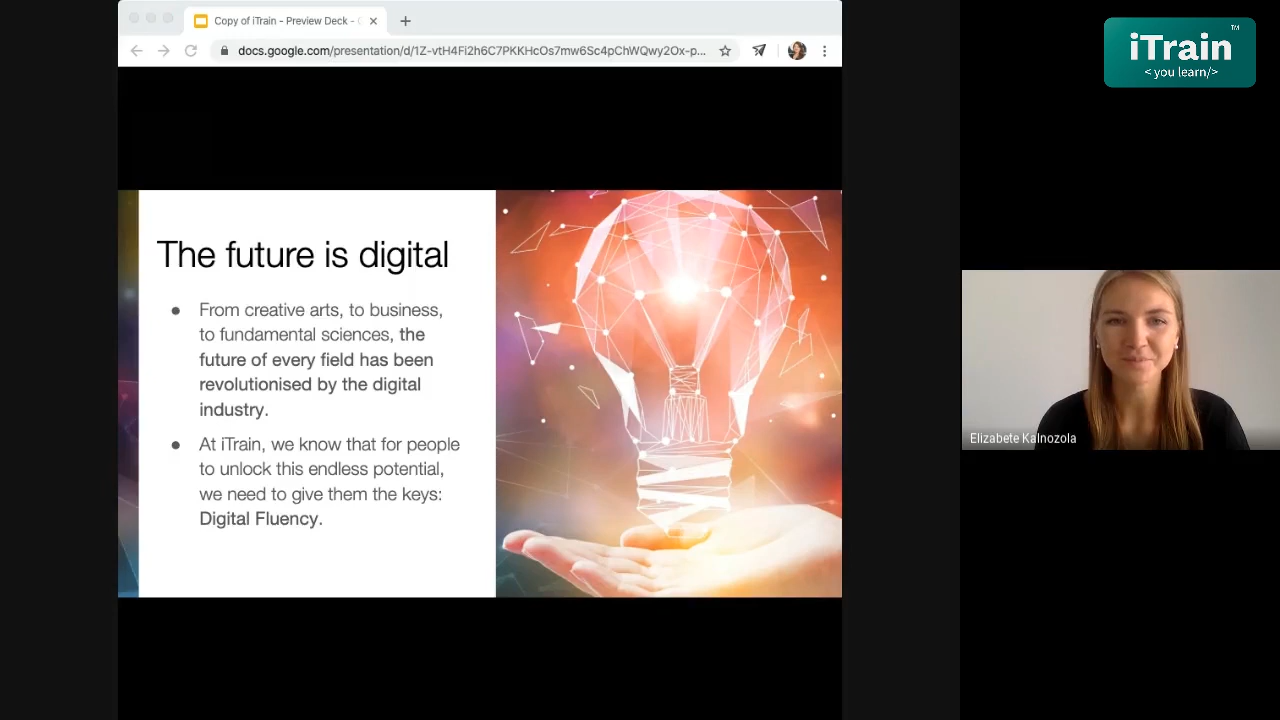 Copy of iTrain - Preview Deck -
docs.google.com/presentation/d/1Z-vtH4Fi2h6C7PKKHcOs7mw6Sc4pChWQwy2Ox-p...
iTrain™
< you learn/>
The future is digital
● From creative arts, to business,
to fundamental sciences, the
future of every field has been
revolutionised by the digital
industry.
● At iTrain, we know that for people
to unlock this endless potential,
we need to give them the keys:
Digital Fluency.
Elizabete Kalnozola